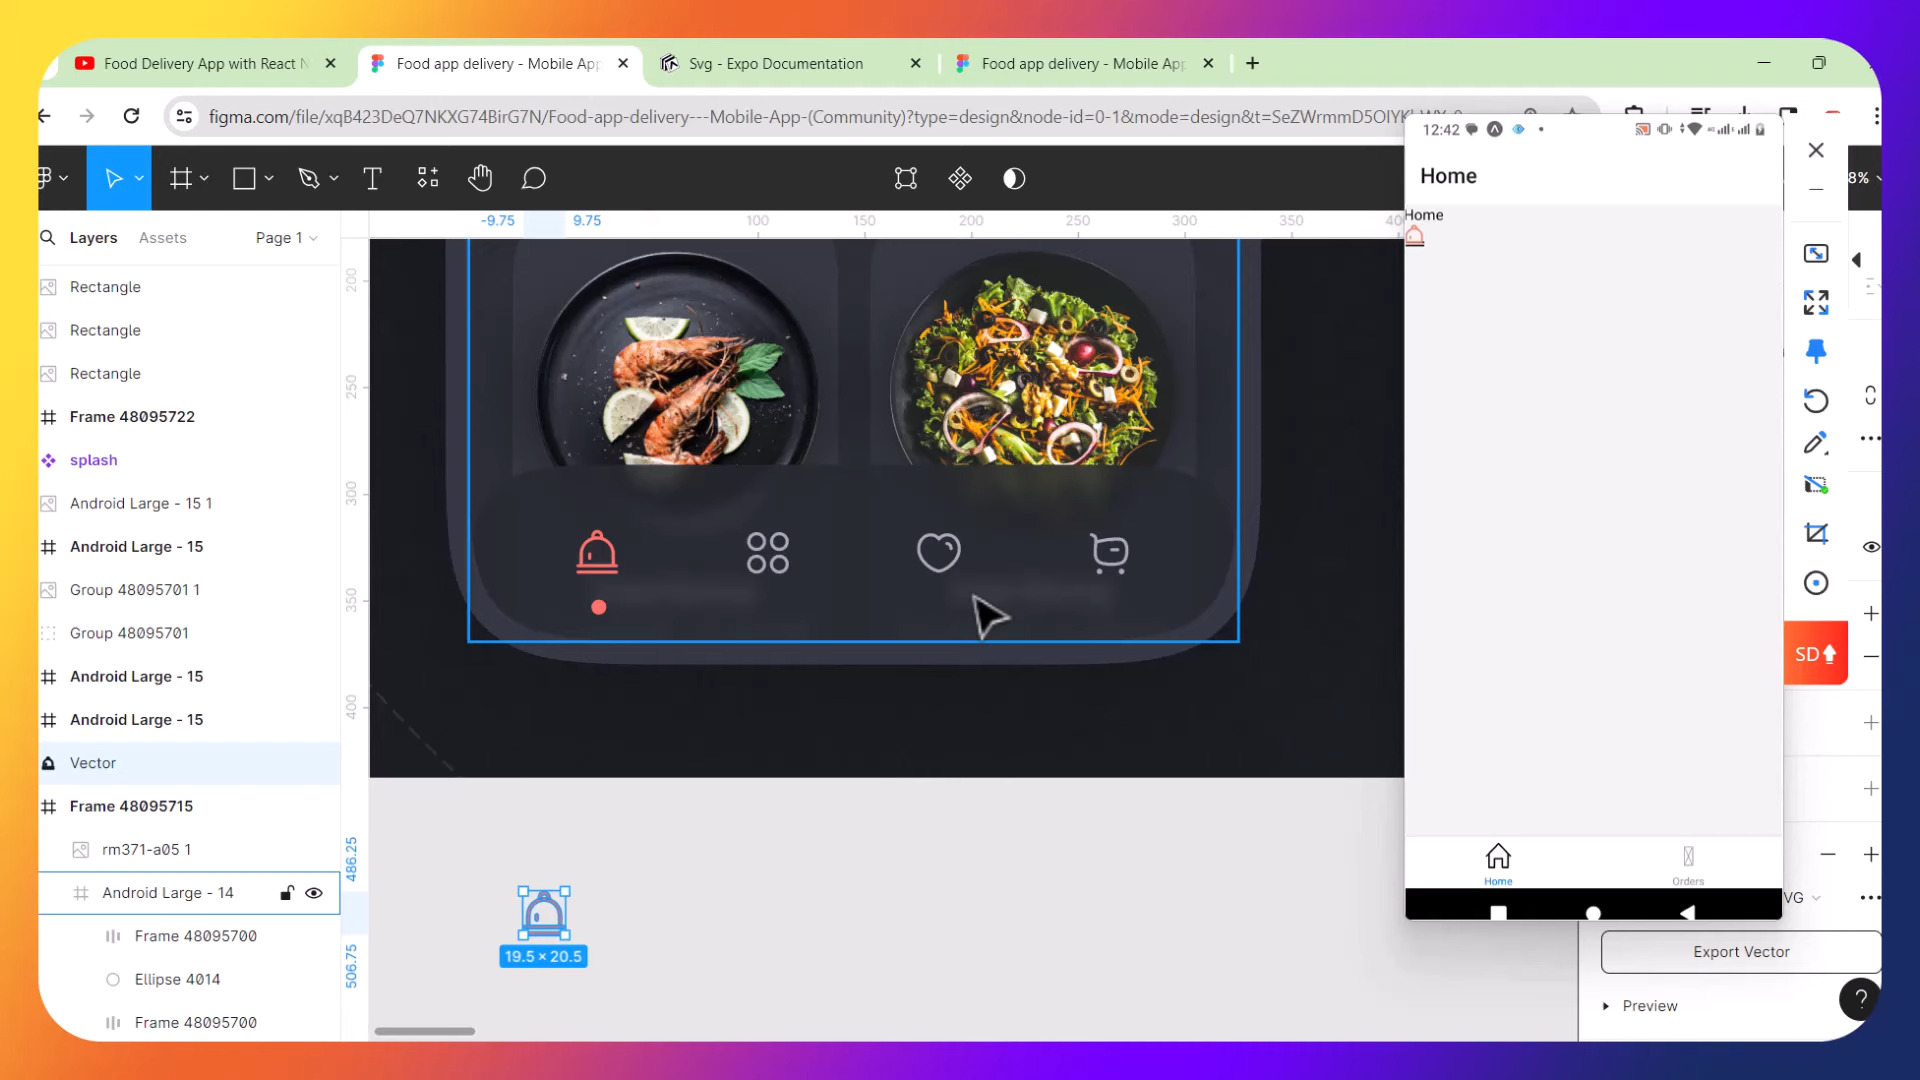 Food Delivery App with React N
Food app delivery - Mobile App
Svg - Expo Documentation
Food app delivery - Mobile App
figma.com/file/xqB423DeQ7NKXG74BirG7N/Food-app-delivery---Mobile-App-(Community)?type=design&node-id=0-1&mode=design&t=SeZWrmmD5OIYK
12:42
Home
8%
Layers
Assets
Page 1
-9.75
9.75
100
150
200
250
300
350
Home
Rectangle
Rectangle
Rectangle
Frame 48095722
splash
Android Large - 15 1
Android Large - 15
Group 48095701 1
Group 48095701
Android Large - 15
Android Large - 15
Vector
Frame 48095715
rm371-a05 1
Android Large - 14
Frame 48095700
Ellipse 4014
Frame 48095700
200
250
300
350
400
486.25
506.75
19.5 × 20.5
SD
Home
Orders
VG
Export Vector
Preview
?